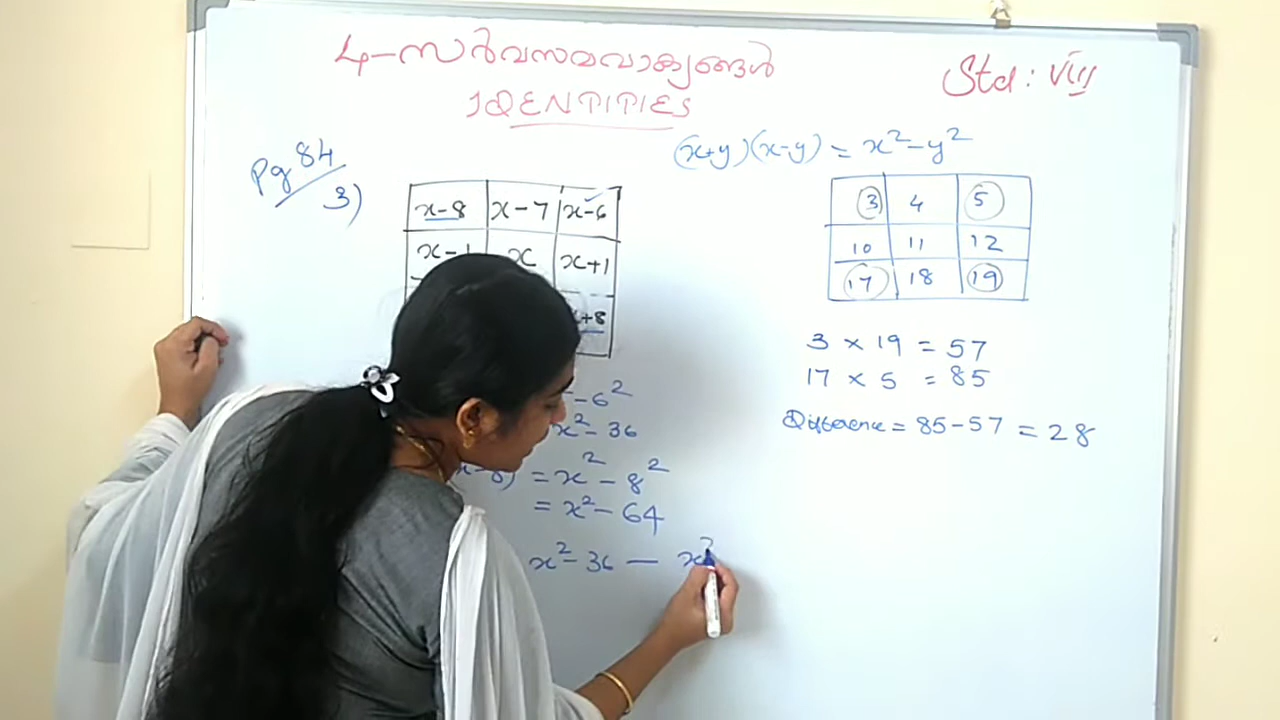 4-സർവസമവാക്യങ്ങൾ
IDENTITIES
Std: VIII
Pg 84
3)
(x+y)(x-y) = x²-y²
x-8 x-7 x-6
x-1 x x+1
x+8
3 4 5
10 11 12
17 18 19
3 × 19 = 57
17 × 5 = 85
Difference = 85-57 = 28
-6²
x²-36
x-8) = x² - 8²
= x² - 64
x²-36 — x²